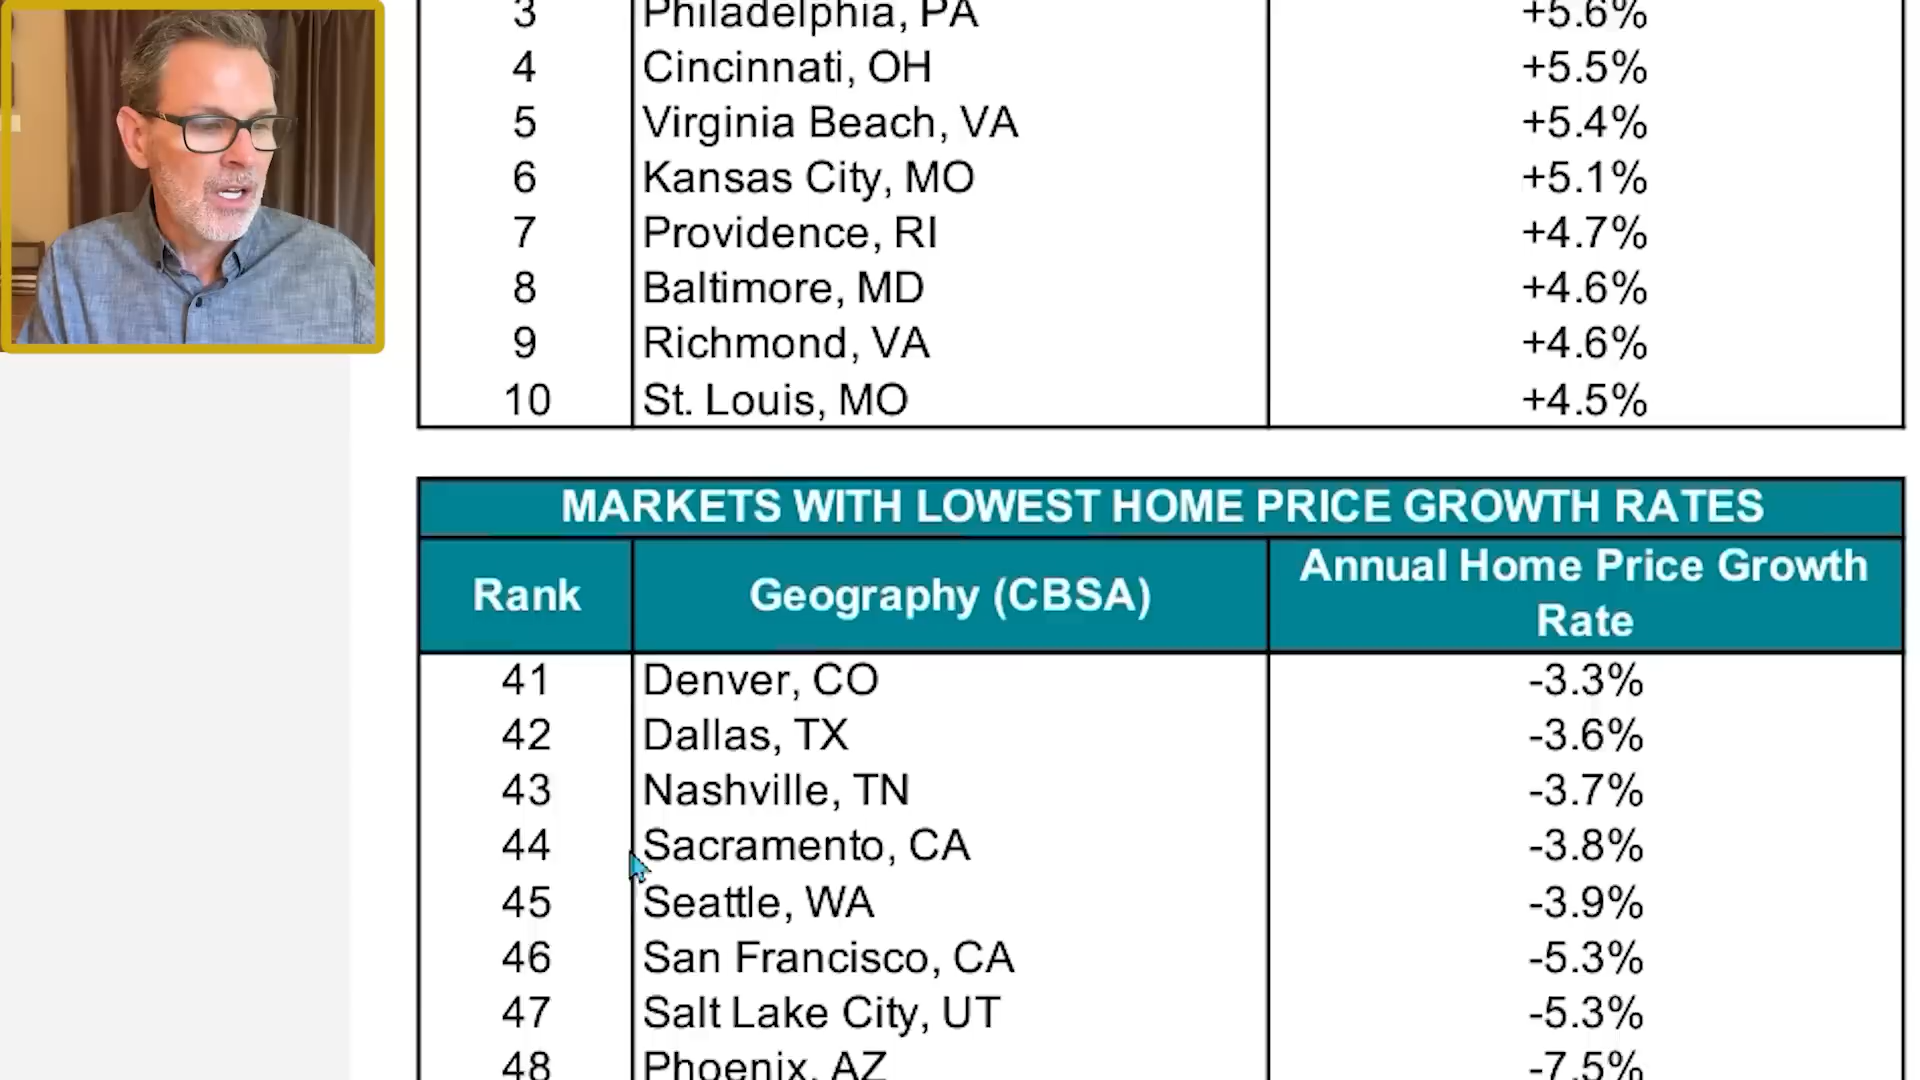 3 Philadelphia, PA +5.6%
4 Cincinnati, OH +5.5%
5 Virginia Beach, VA +5.4%
6 Kansas City, MO +5.1%
7 Providence, RI +4.7%
8 Baltimore, MD +4.6%
9 Richmond, VA +4.6%
10 St. Louis, MO +4.5%
MARKETS WITH LOWEST HOME PRICE GROWTH RATES
Rank Geography (CBSA) Annual Home Price Growth
Rate
41 Denver, CO -3.3%
42 Dallas, TX -3.6%
43 Nashville, TN -3.7%
44 Sacramento, CA -3.8%
45 Seattle, WA -3.9%
46 San Francisco, CA -5.3%
47 Salt Lake City, UT -5.3%
48 Phoenix, AZ -7.5%